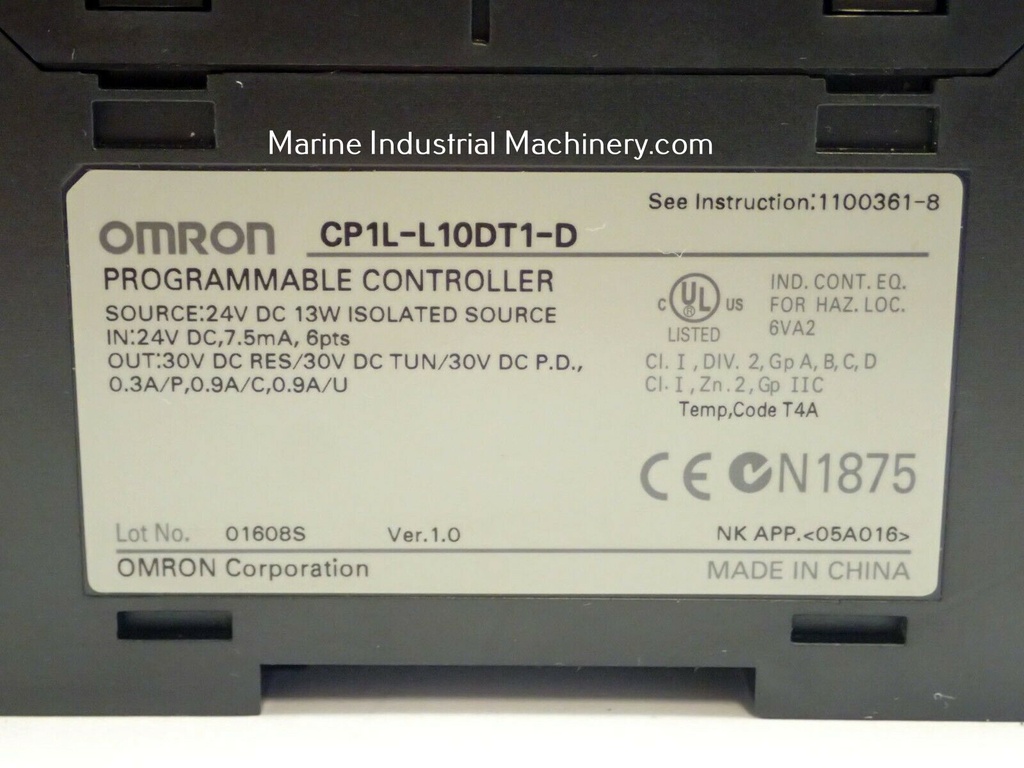 Marine Industrial Machinery.com
See Instruction:1100361-8
OMRON CP1L-L10DT1-D
PROGRAMMABLE CONTROLLER
SOURCE:24V DC 13W ISOLATED SOURCE
IN:24V DC,7.5mA, 6pts
OUT:30V DC RES/30V DC TUN/30V DC P.D.,
0.3A/P,0.9A/C,0.9A/U
C UL ® US
LISTED
IND. CONT. EQ.
FOR HAZ. LOC.
6VA2
Cl. I, DIV. 2, Gp A, B, C, D
Cl. I, Zn. 2, Gp IIC
Temp,Code T4A
CE N1875
Lot No. 01608S Ver.1.0 NK APP.<05A016>
OMRON Corporation MADE IN CHINA